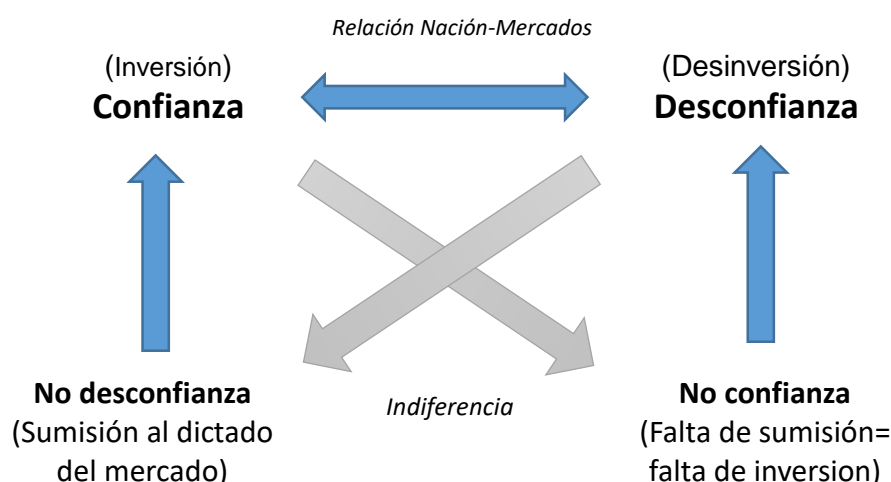 Relación Nación-Mercados
(Inversión)
Confianza
(Desinversión)
Desconfianza
No desconfianza
(Sumisión al dictado
del mercado)
Indiferencia
No confianza
(Falta de sumisión=
falta de inversion)